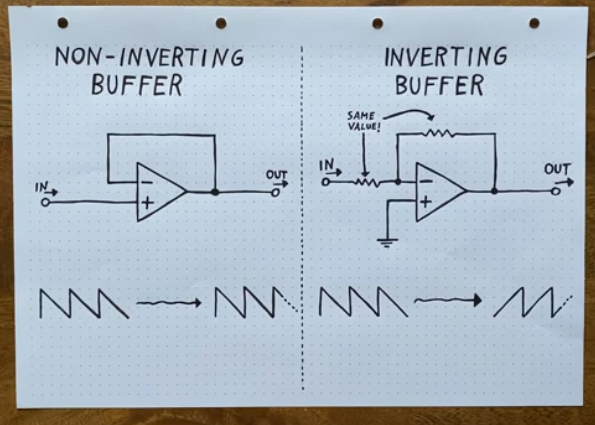 NON-INVERTING
BUFFER
IN
−
+
OUT
INVERTING
BUFFER
SAME
VALUE!
IN
−
+
OUT